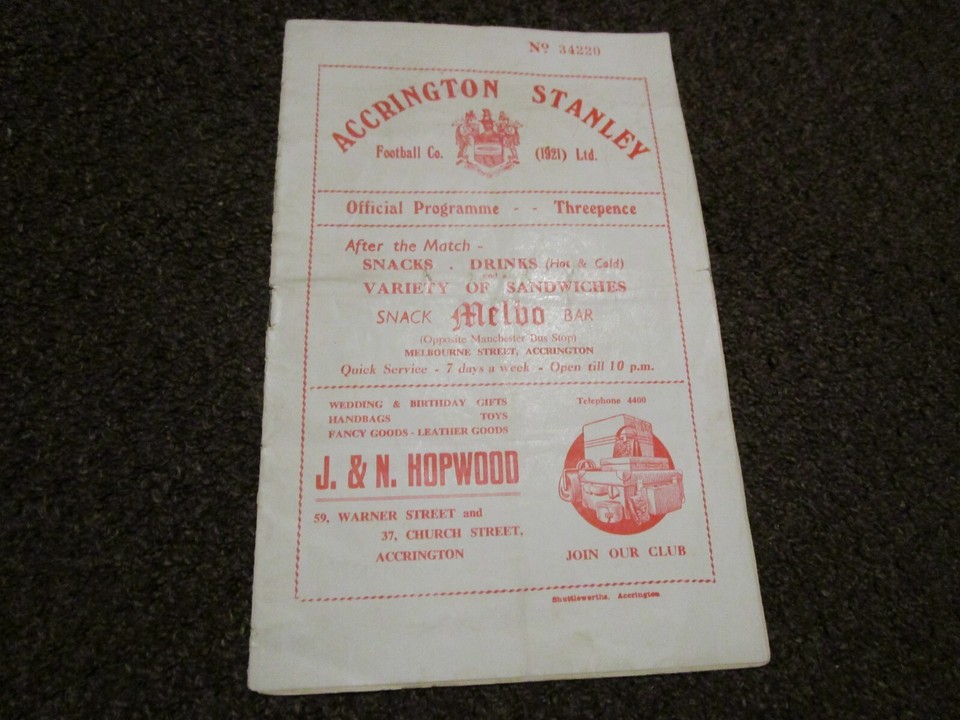 Nº 34220
ACCRINGTON STANLEY
Football Co. (1921) Ltd.
Official Programme - - Threepence
After the Match -
SNACKS . DRINKS (Hot & Cold)
and a
VARIETY OF SANDWICHES
SNACK Melbo BAR
(Opposite Manchester Bus Stop)
MELBOURNE STREET, ACCRINGTON
Quick Service - 7 days a week - Open till 10 p.m.
WEDDING & BIRTHDAY GIFTS
HANDBAGS TOYS
FANCY GOODS - LEATHER GOODS
J. & N. HOPWOOD
59, WARNER STREET and
37, CHURCH STREET,
ACCRINGTON
Telephone 4400
JOIN OUR CLUB
Shuttleworths, Accrington